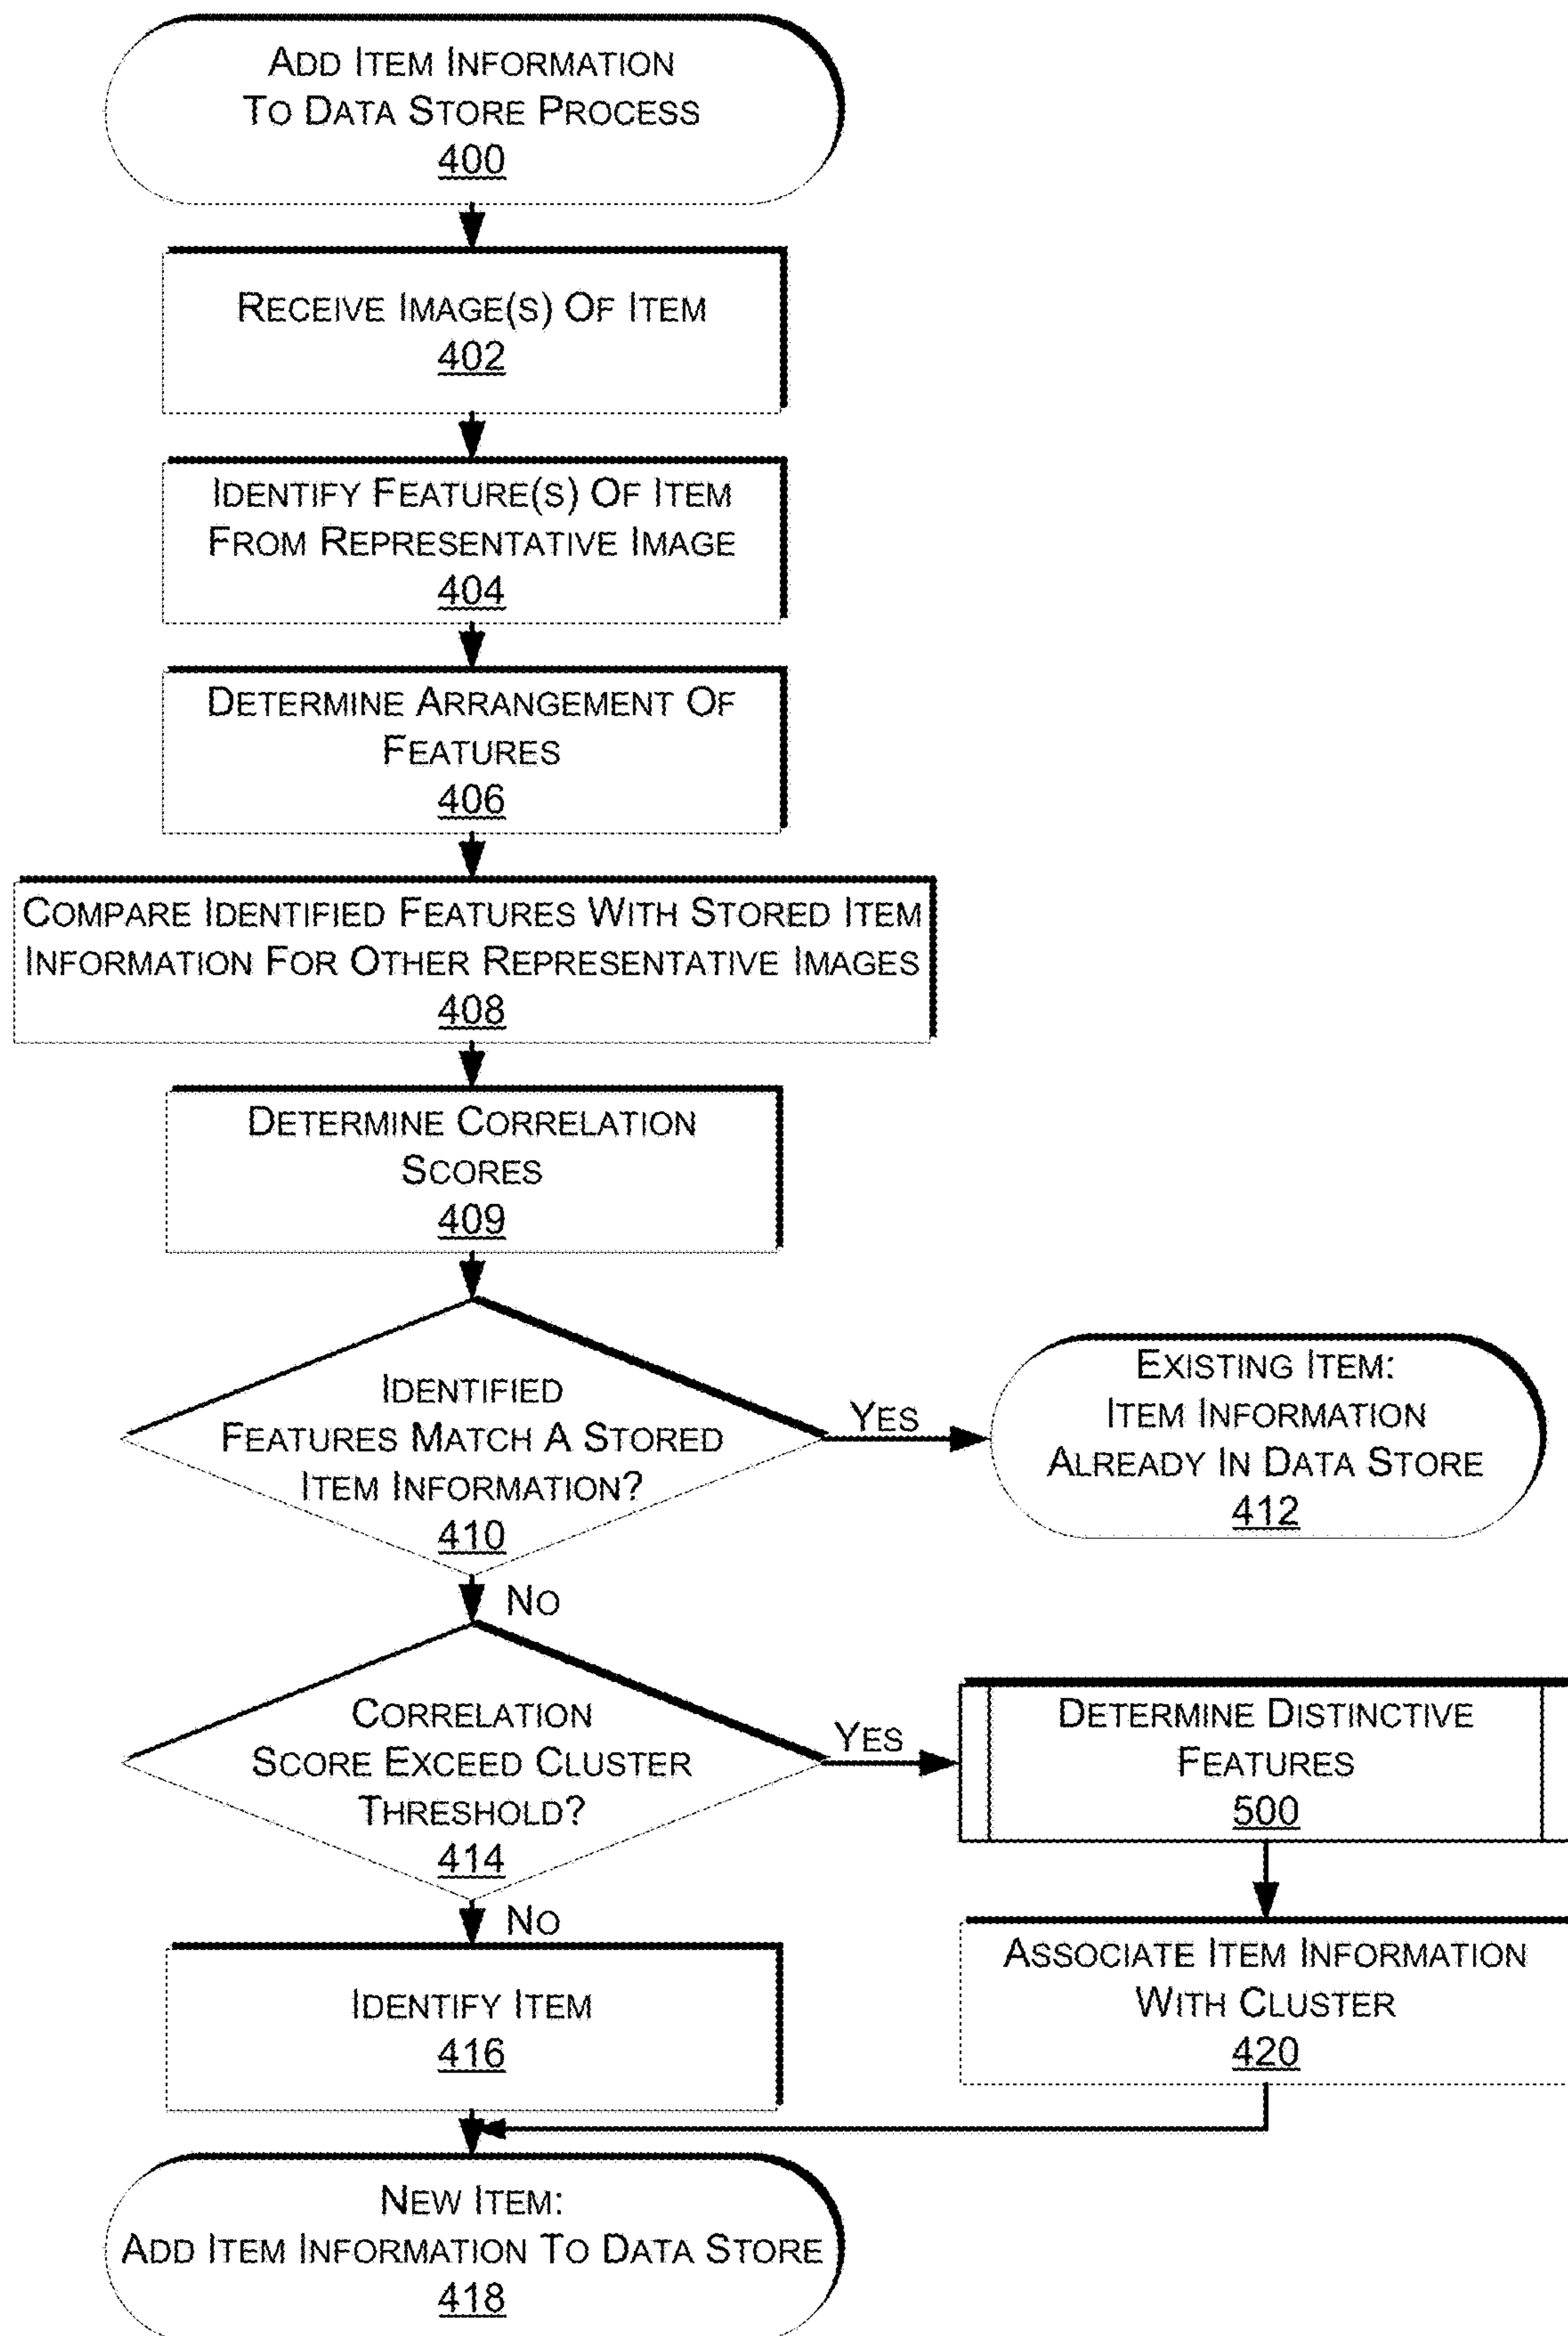 ADD ITEM INFORMATION
TO DATA STORE PROCESS
400
RECEIVE IMAGE(S) OF ITEM
402
IDENTIFY FEATURE(S) OF ITEM
FROM REPRESENTATIVE IMAGE
404
DETERMINE ARRANGEMENT OF
FEATURES
406
COMPARE IDENTIFIED FEATURES WITH STORED ITEM
INFORMATION FOR OTHER REPRESENTATIVE IMAGES
408
DETERMINE CORRELATION
SCORES
409
IDENTIFIED
FEATURES MATCH A STORED
ITEM INFORMATION?
410
YES
EXISTING ITEM:
ITEM INFORMATION
ALREADY IN DATA STORE
412
NO
CORRELATION
SCORE EXCEED CLUSTER
THRESHOLD?
414
YES
DETERMINE DISTINCTIVE
FEATURES
500
NO
IDENTIFY ITEM
416
ASSOCIATE ITEM INFORMATION
WITH CLUSTER
420
NEW ITEM:
ADD ITEM INFORMATION TO DATA STORE
418